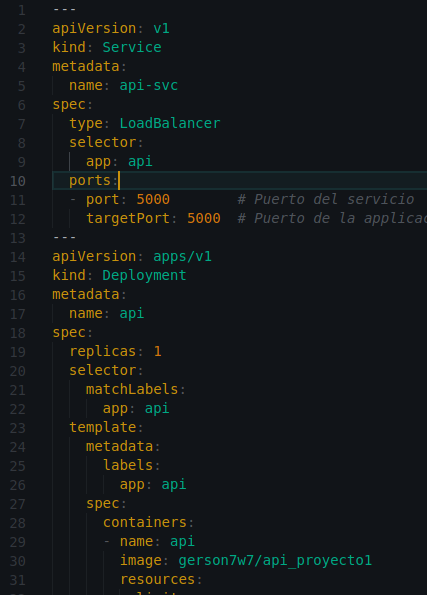 1 ---
2 apiVersion: v1
3 kind: Service
4 metadata:
5   name: api-svc
6 spec:
7   type: LoadBalancer
8   selector:
9     app: api
10   ports:
11   - port: 5000        # Puerto del servicio
12     targetPort: 5000  # Puerto de la
13 ---
14 apiVersion: apps/v1
15 kind: Deployment
16 metadata:
17   name: api
18 spec:
19   replicas: 1
20   selector:
21     matchLabels:
22       app: api
23   template:
24     metadata:
25       labels:
26         app: api
27     spec:
28       containers:
29       - name: api
30         image: gerson7w7/api_proyecto1
31         resources: